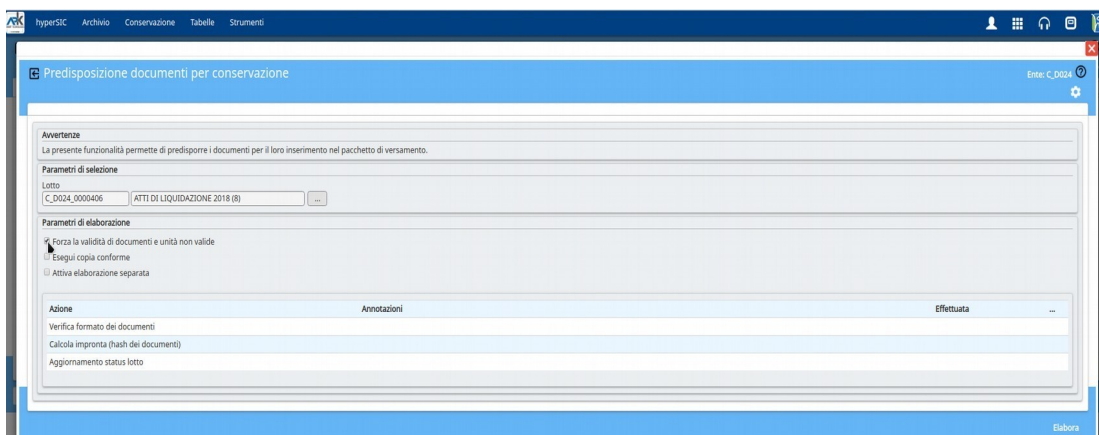 hyperSIC Archivio Conservazione Tabelle Strumenti
Predisposizione documenti per conservazione
Ente: C_D024
Avvertenze
La presente funzionalità permette di predisporre i documenti per il loro inserimento nel pacchetto di versamento.
Parametri di selezione
Lotto
C_D024_0000406 ATTI DI LIQUIDAZIONE 2018 (8) ...
Parametri di elaborazione
Forza la validità di documenti e unità non valide
Esegui copia conforme
Attiva elaborazione separata
Azione Annotazioni Effettuata ...
Verifica formato dei documenti
Calcola impronta (hash dei documenti)
Aggiornamento status lotto
Elabora